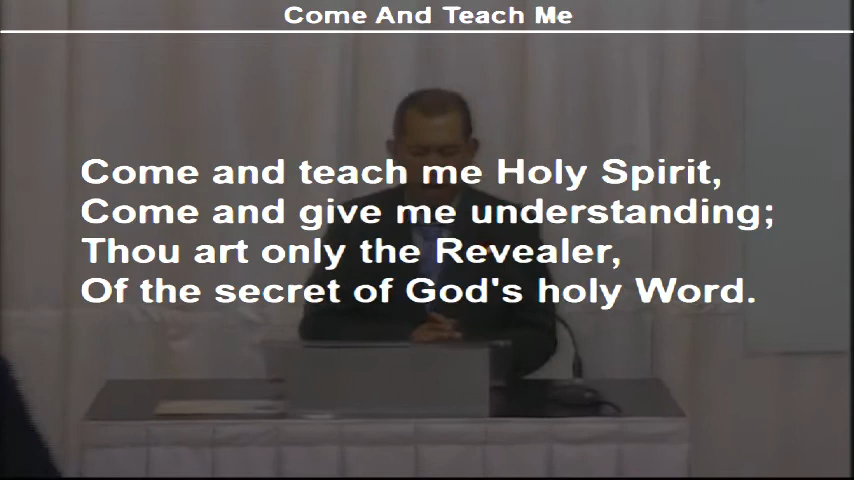 Come And Teach Me
Come and teach me Holy Spirit,
Come and give me understanding;
Thou art only the Revealer,
Of the secret of God's holy Word.